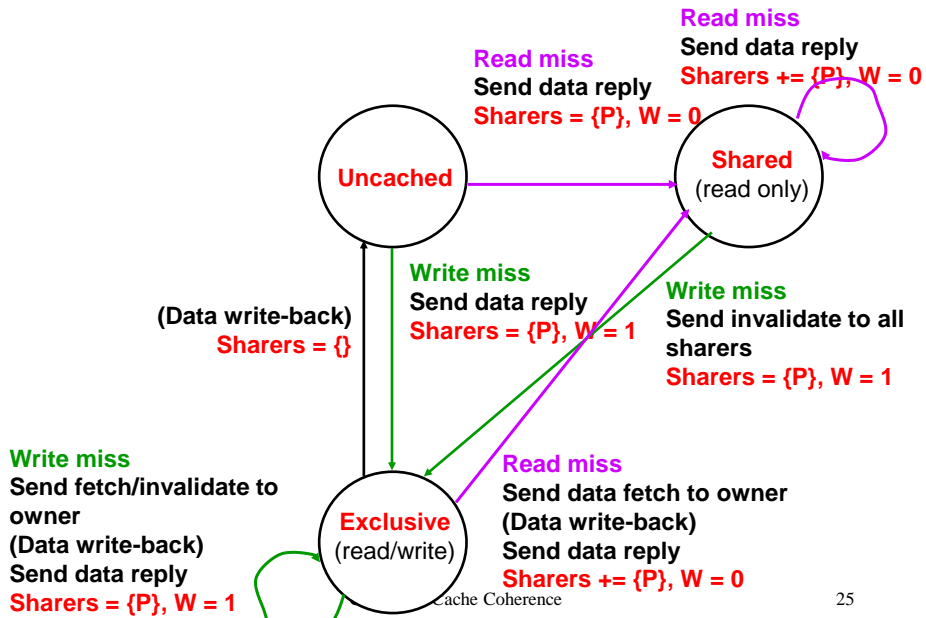 Read miss
Send data reply
Sharers = {P}, W = 0
Read miss
Send data reply
Sharers += {P}, W = 0
Uncached
Shared
(read only)
(Data write-back)
Sharers = {}
Write miss
Send data reply
Sharers = {P}, W = 1
Write miss
Send invalidate to all
sharers
Sharers = {P}, W = 1
Write miss
Send fetch/invalidate to
owner
(Data write-back)
Send data reply
Sharers = {P}, W = 1
Exclusive
(read/write)
Read miss
Send data fetch to owner
(Data write-back)
Send data reply
Sharers += {P}, W = 0
Cache Coherence
25